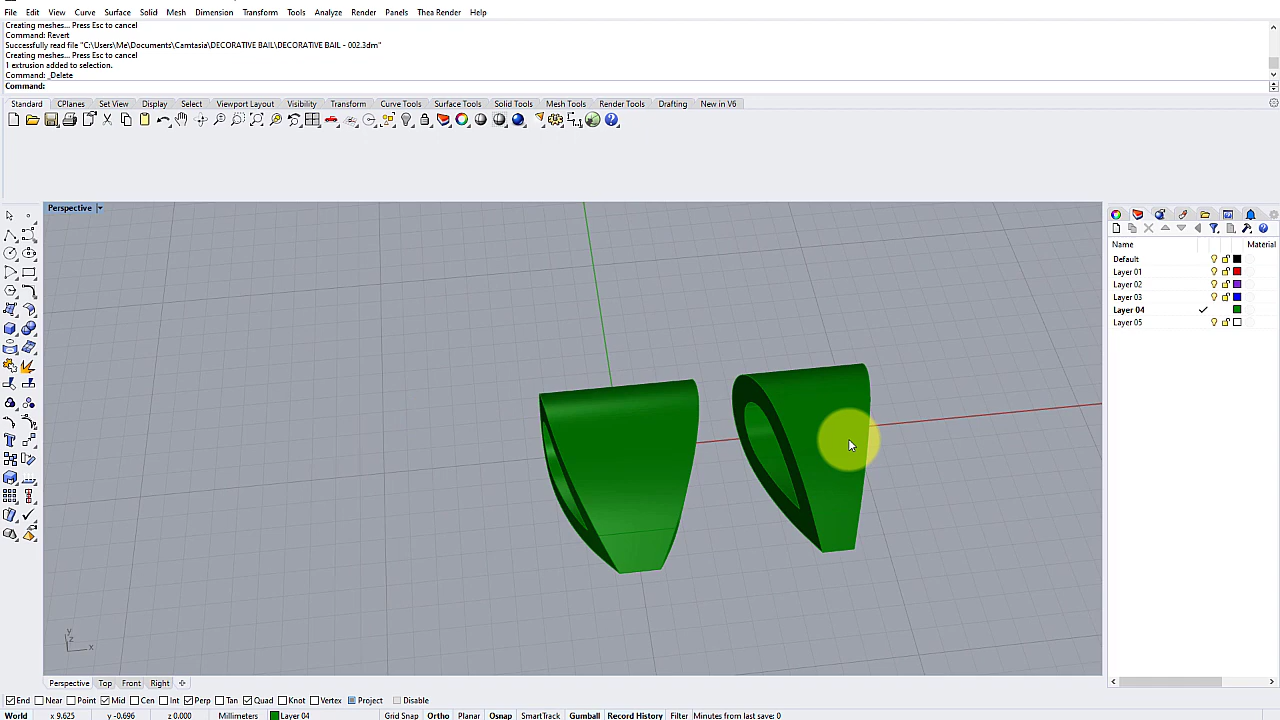 File Edit View Curve Surface Solid Mesh Dimension Transform Tools Analyze Render Panels Thea Render Help
Creating meshes... Press Esc to cancel
Command: Revert
Successfully read file "C:\Users\Me\Documents\Camtasia\DECORATIVE BAIL\DECORATIVE BAIL - 002.3dm"
Creating meshes... Press Esc to cancel
1 extrusion added to selection.
Command: _Delete
Command:
Standard CPlanes Set View Display Select Viewport Layout Visibility Transform Curve Tools Surface Tools Solid Tools Mesh Tools Render Tools Drafting New in V6
Perspective
Name Material
Default
Layer 01
Layer 02
Layer 03
Layer 04
Layer 05
z y x
Perspective Top Front Right
End Near Point Mid Cen Int Perp Tan Quad Knot Vertex Project Disable
World x 9.625 y -0.696 z 0.000 Millimeters Layer 04 Grid Snap Ortho Planar Osnap SmartTrack Gumball Record History Filter Minutes from last save: 0